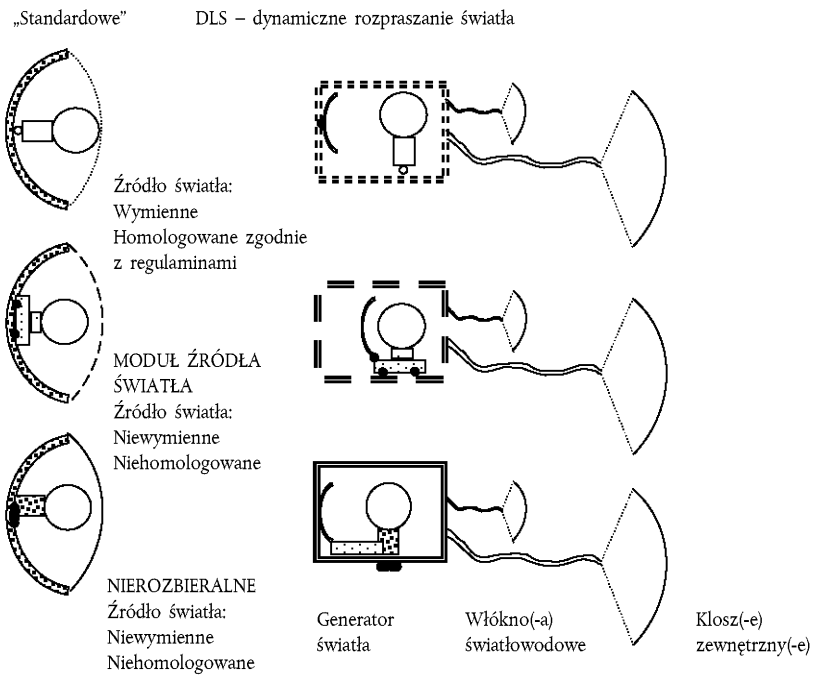 „Standardowe”
DLS – dynamiczne rozpraszanie światła
Źródło światła:
Wymienne
Homologowane zgodnie
z regulaminami
MODUŁ ŹRÓDŁA
ŚWIATŁA
Źródło światła:
Niewymienne
Niehomologowane
NIEROZBIERALNE
Źródło światła:
Niewymienne
Niehomologowane
Generator
światła
Włókno(-a)
światłowodowe
Klosz(-e)
zewnętrzny(-e)